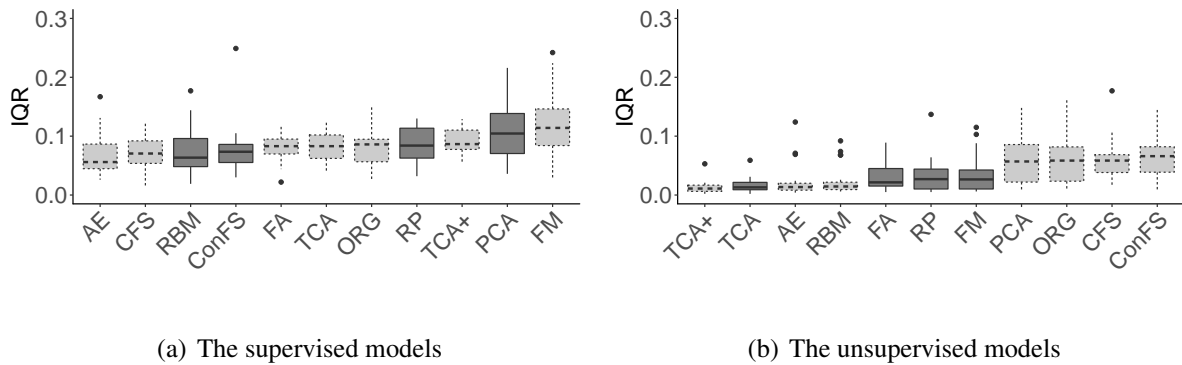 0.3
0.2
0.1
0.0
IQR
AE CFS RBM ConFS FA TCA ORG RP TCA+ PCA FM
(a) The supervised models
0.3
0.2
0.1
0.0
IQR
TCA+ TCA AE RBM FA RP FM PCA ORG CFS ConFS
(b) The unsupervised models